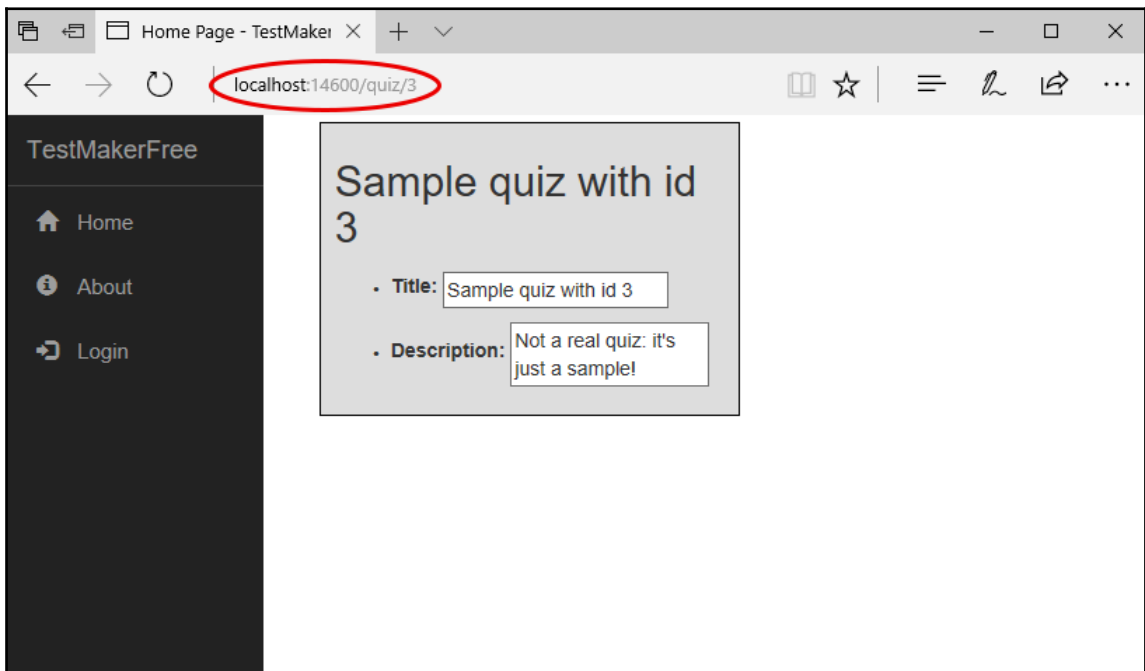 Home Page - TestMaker
localhost:14600/quiz/3
TestMakerFree
Home
About
Login
Sample quiz with id
3
Title: Sample quiz with id 3
Description: Not a real quiz: it's
just a sample!